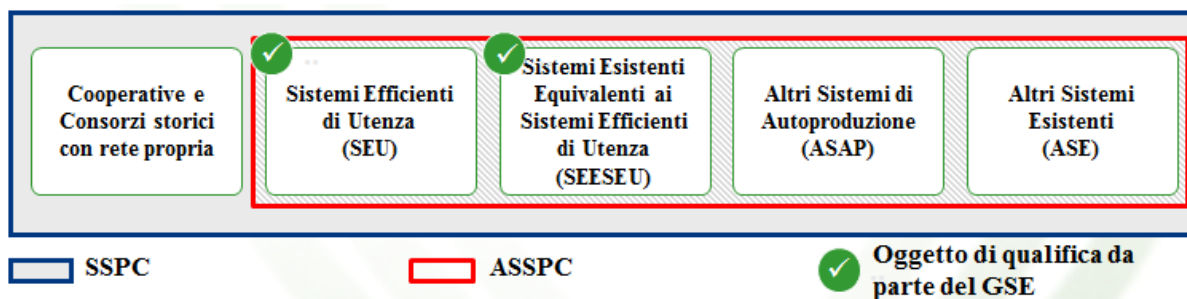 Cooperative e
Consorzi storici
con rete propria
Sistemi Efficienti
di Utenza
(SEU)
Sistemi Esistenti
Equivalenti ai
Sistemi Efficienti
di Utenza
(SEESEU)
Altri Sistemi di
Autoproduzione
(ASAP)
Altri Sistemi
Esistenti
(ASE)
SSPC
ASSPC
Oggetto di qualifica da
parte del GSE